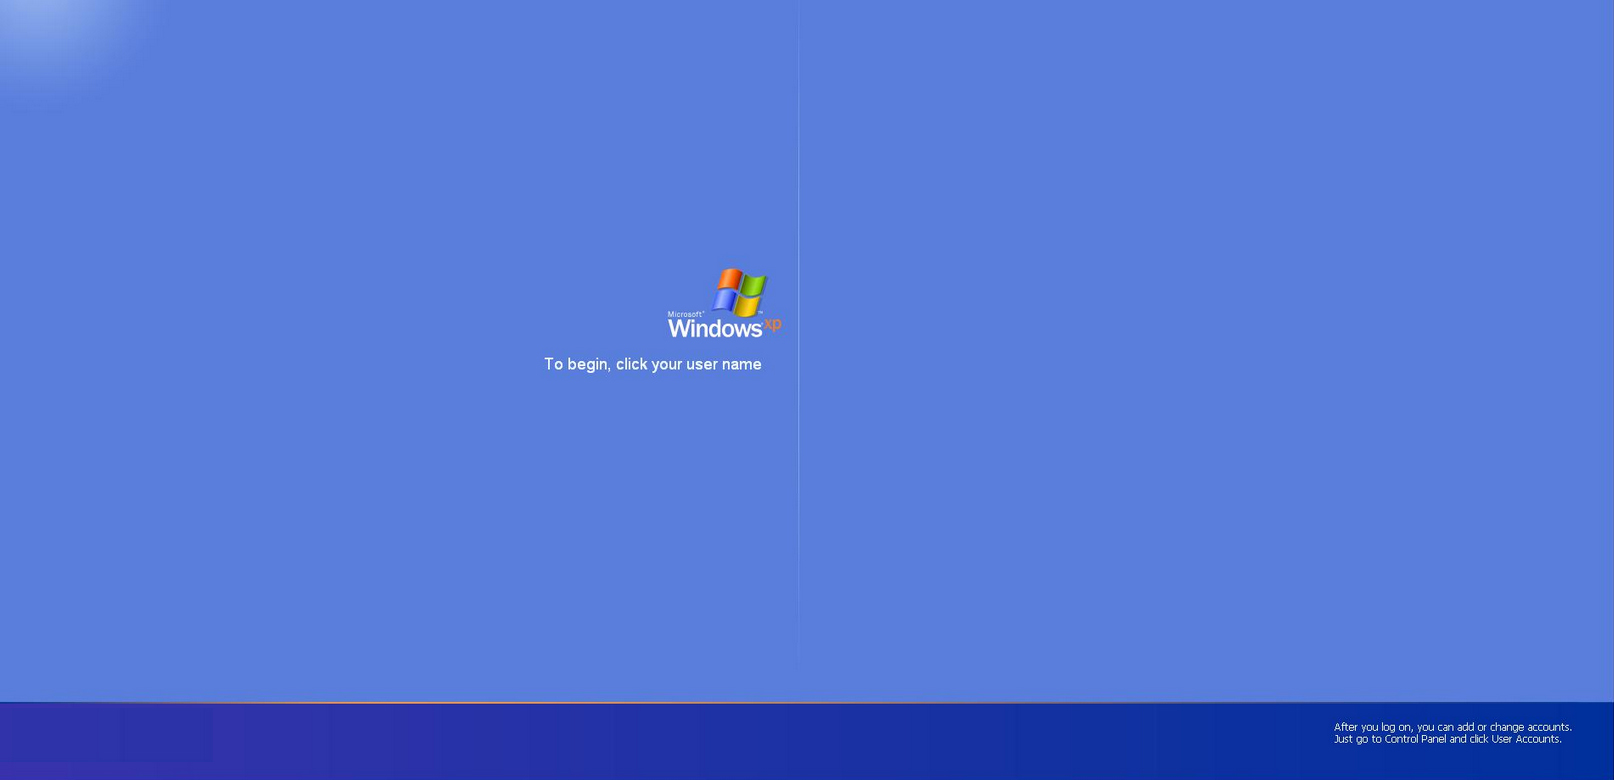 Microsoft®
Windows xp™
To begin, click your user name
After you log on, you can add or change accounts.
Just go to Control Panel and click User Accounts.